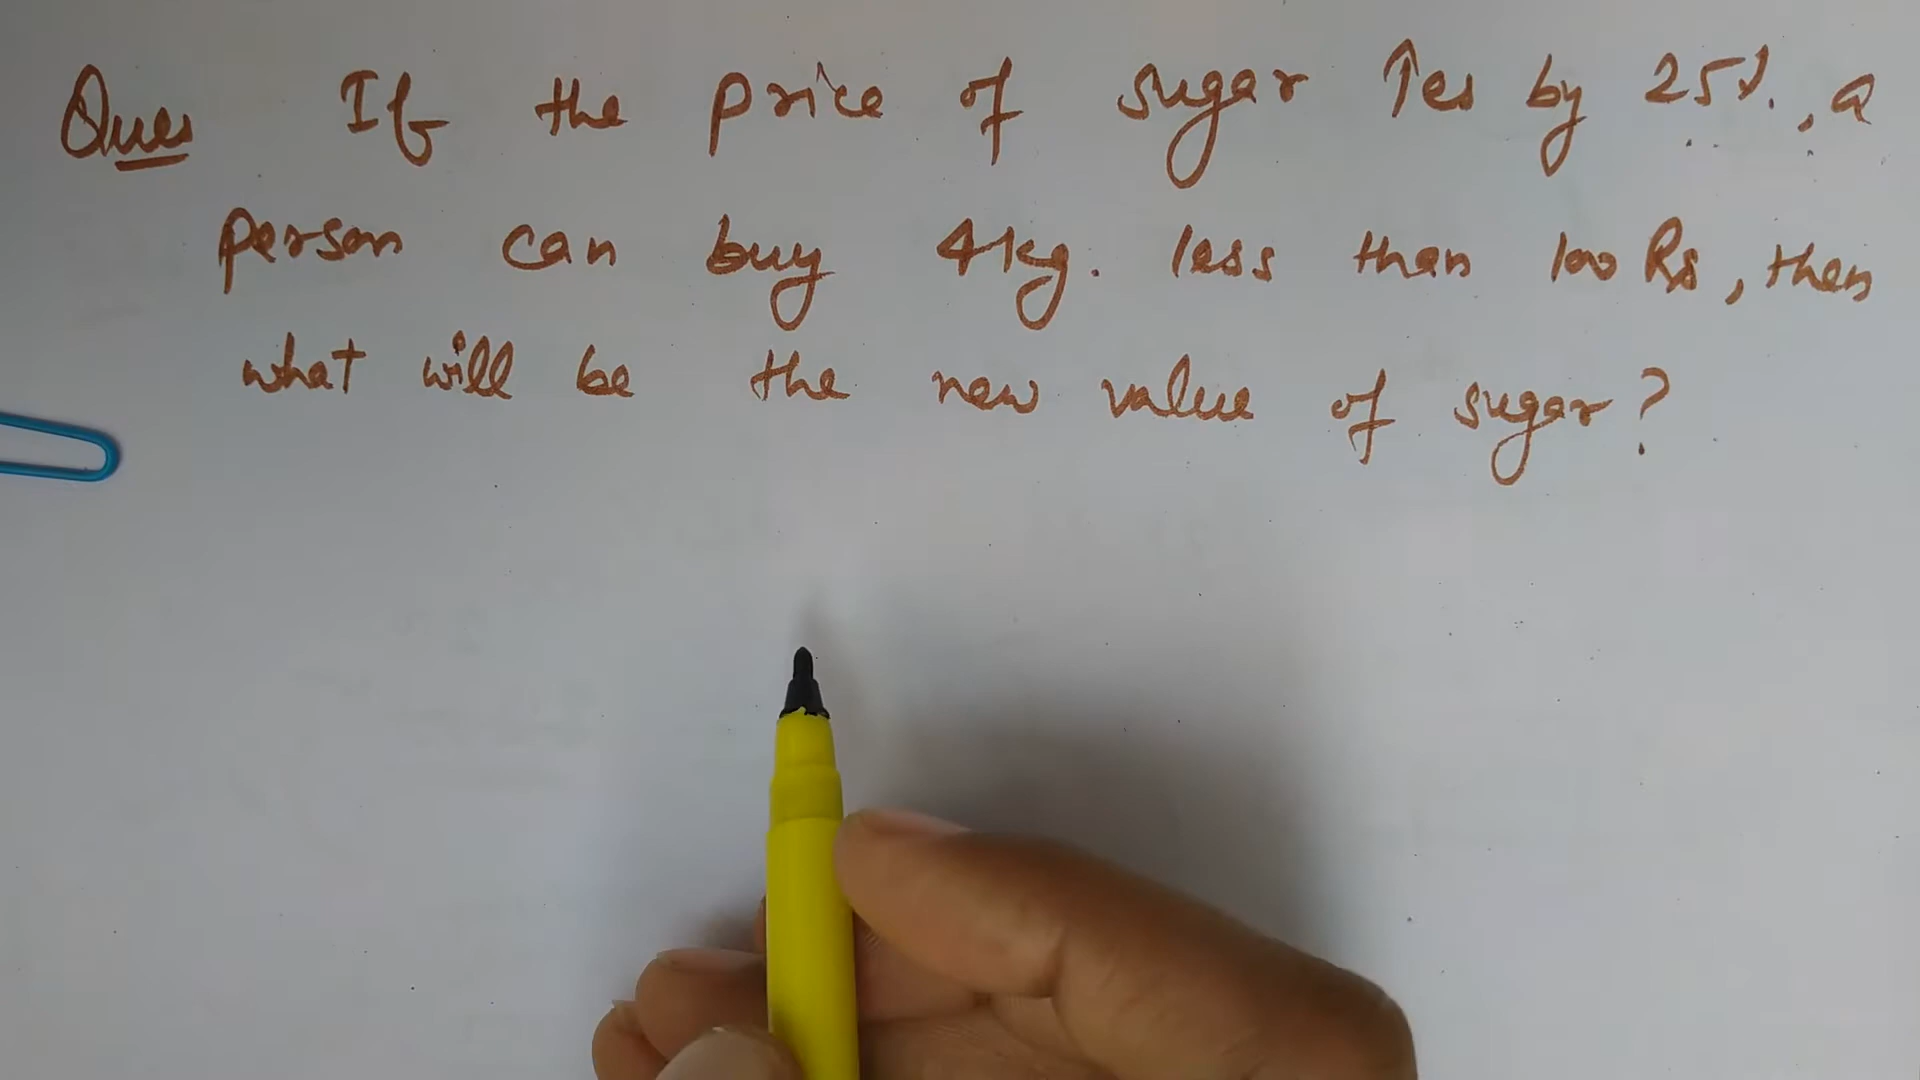 Ques If the price of sugar ↑es by 25%, a
person can buy 4kg. less than 100 Rs, then
what will be the new value of sugar?